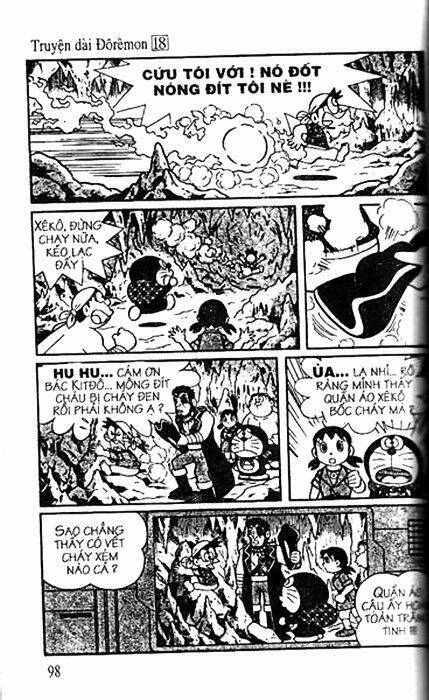 Truyện dài Đôrêmon 18
CỨU TÔI VỚI ! NÓ ĐỐT
NÓNG ĐÍT TÔI NÈ !!!
XÊKÔ, ĐỪNG
CHẠY NỮA,
KẺO LẠC
ĐẤY !
HU HU... CÁM ƠN
BÁC KITĐÔ... MÔNG ĐÍT
CHÁU BỊ CHÁY ĐEN
RỒI PHẢI KHÔNG Ạ ?
ỦA... LẠ NHỈ... RÕ
RÀNG MÌNH THẤY
QUẦN ÁO XÊKÔ
BỐC CHÁY MÀ ?
SAO CHẲNG
THẤY CÓ VẾT
CHÁY XÉM
NÀO CẢ ?
QUẦN ÁO
CẬU ẤY
TOÀN
TINH !!!
98